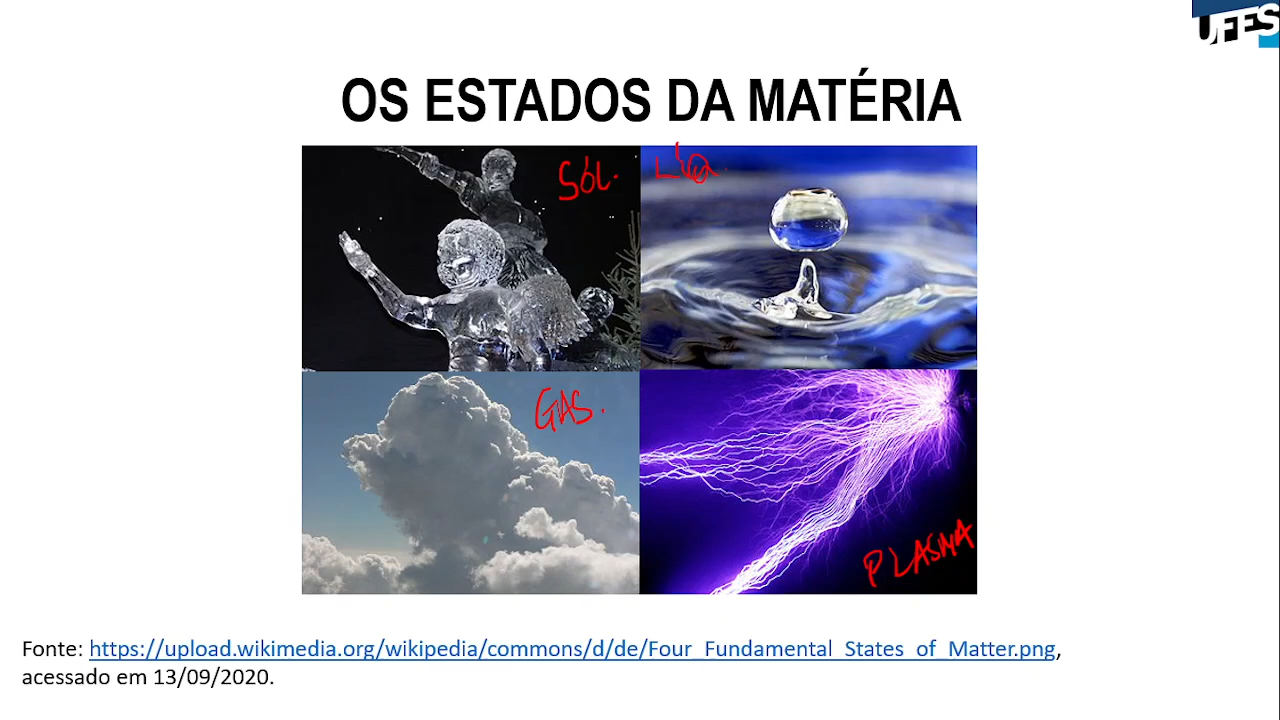 UFES
OS ESTADOS DA MATÉRIA
SÓL.
LÍQ.
GAS.
PLASMA
Fonte: https://upload.wikimedia.org/wikipedia/commons/d/de/Four_Fundamental_States_of_Matter.png,
acessado em 13/09/2020.